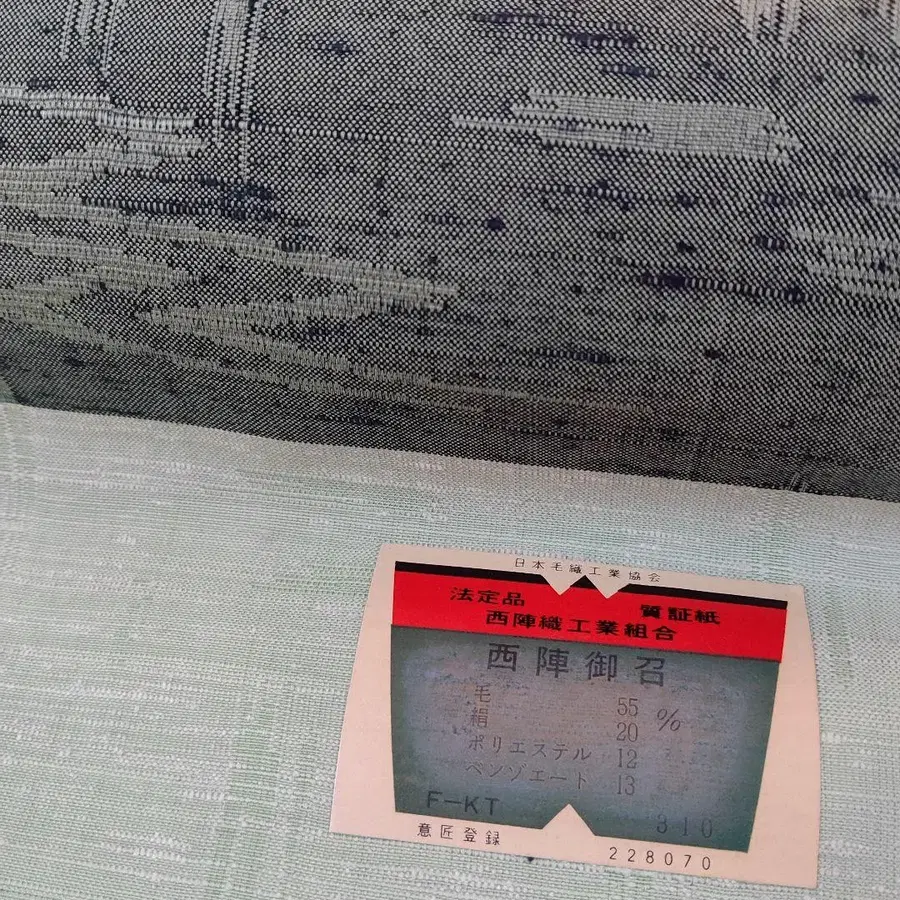 日本毛織工業協会
法定品 質証紙
西陣織工業組合
西陣御召
毛 55 %
絹 20
ポリエステル 12
ベンゾエート 13
F-KT 310
意匠登録 228070